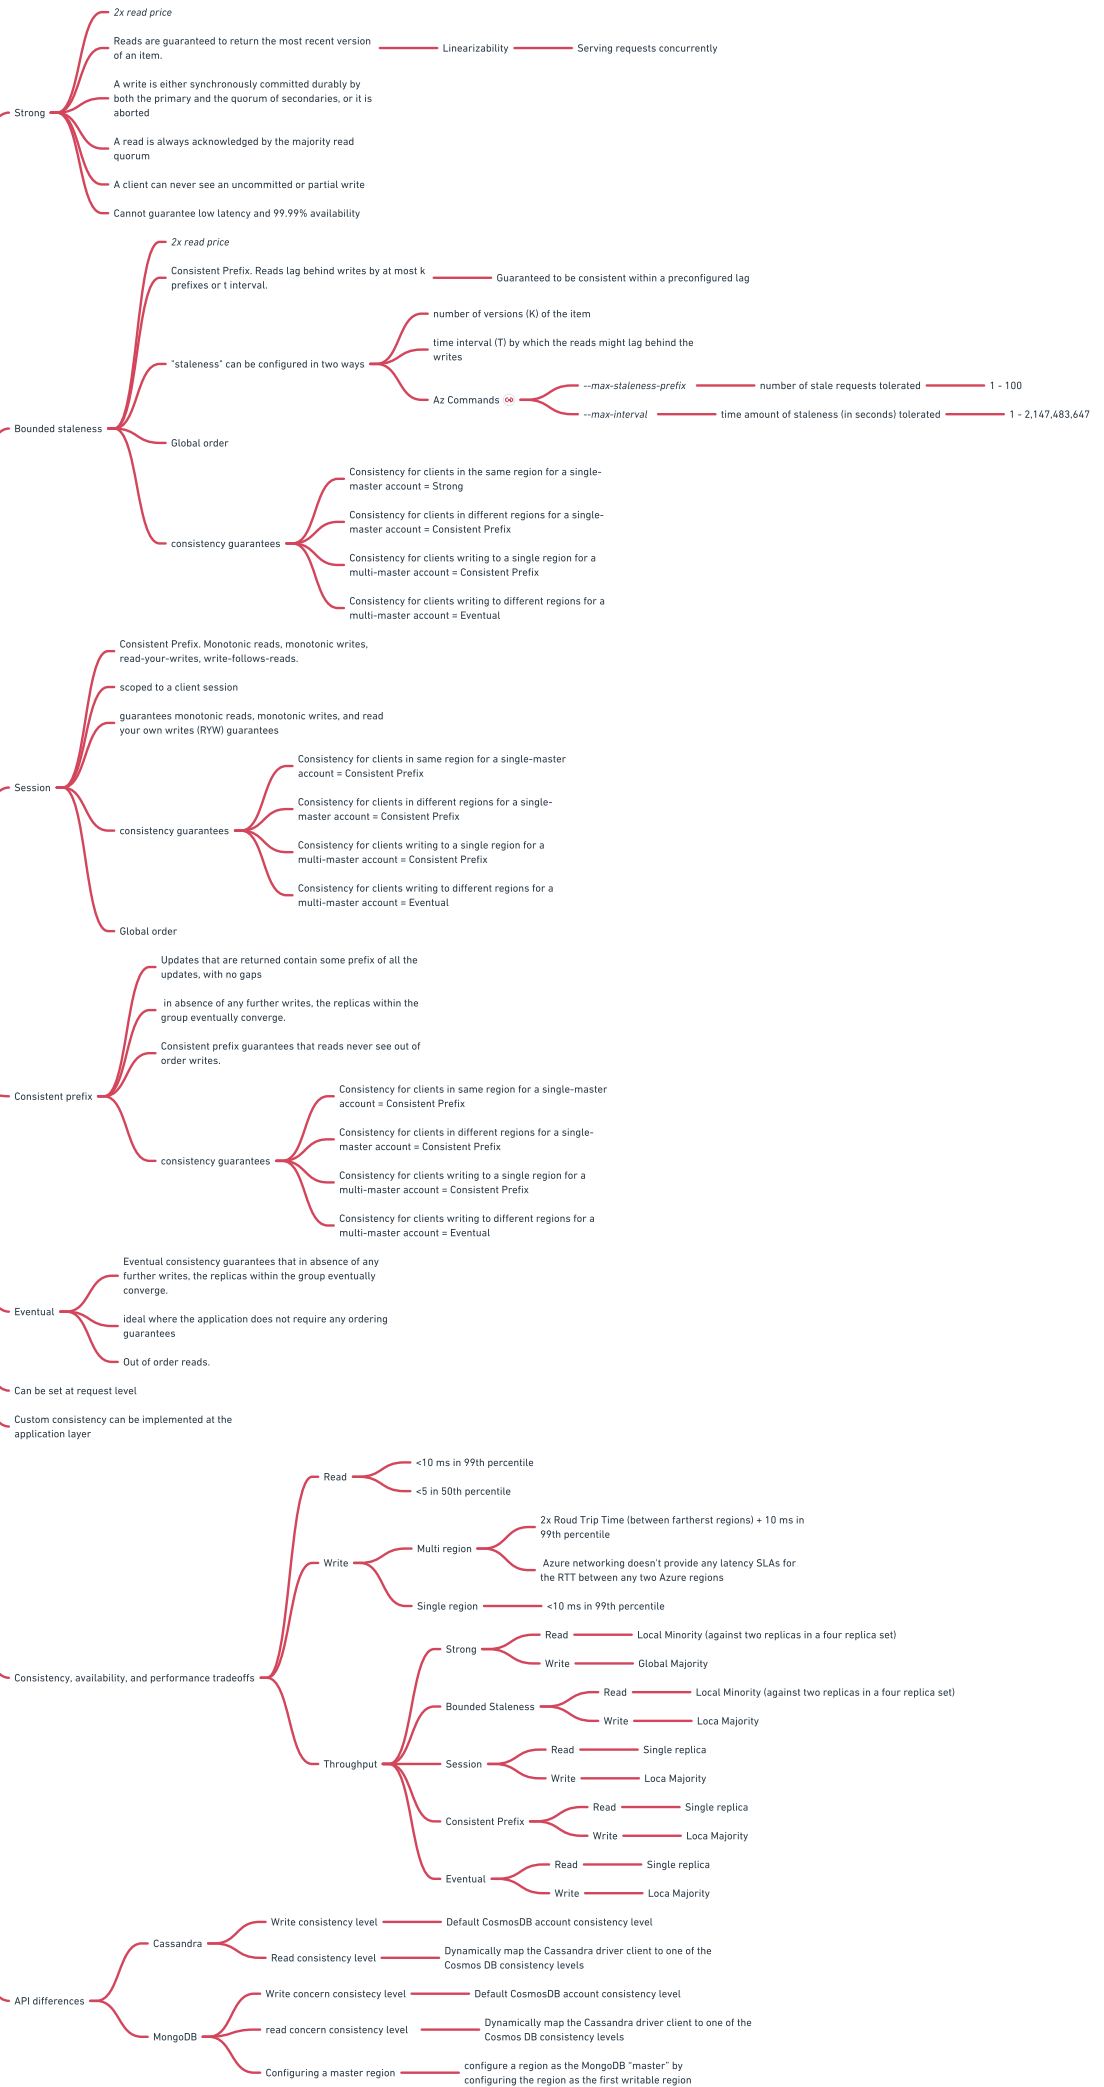 2x read price
Reads are guaranteed to return the most recent version
of an item.
Linearizability
Serving requests concurrently
A write is either synchronously committed durably by
both the primary and the quorum of secondaries, or it is
aborted
Strong
A read is always acknowledged by the majority read
quorum
A client can never see an uncommitted or partial write
Cannot guarantee low latency and 99.99% availability
2x read price
Consistent Prefix. Reads lag behind writes by at most k
prefixes or t interval.
Guaranteed to be consistent within a preconfigured lag
number of versions (K) of the item
time interval (T) by which the reads might lag behind the
writes
"staleness" can be configured in two ways
Az Commands
--max-staleness-prefix
number of stale requests tolerated
1 - 100
--max-interval
time amount of staleness (in seconds) tolerated
1 - 2,147,483,647
Bounded staleness
Global order
Consistency for clients in the same region for a single-
master account = Strong
Consistency for clients in different regions for a single-
master account = Consistent Prefix
consistency guarantees
Consistency for clients writing to a single region for a
multi-master account = Consistent Prefix
Consistency for clients writing to different regions for a
multi-master account = Eventual
Consistent Prefix. Monotonic reads, monotonic writes,
read-your-writes, write-follows-reads.
scoped to a client session
guarantees monotonic reads, monotonic writes, and read
your own writes (RYW) guarantees
Session
Consistency for clients in same region for a single-master
account = Consistent Prefix
Consistency for clients in different regions for a single-
master account = Consistent Prefix
consistency guarantees
Consistency for clients writing to a single region for a
multi-master account = Consistent Prefix
Consistency for clients writing to different regions for a
multi-master account = Eventual
Global order
Updates that are returned contain some prefix of all the
updates, with no gaps
in absence of any further writes, the replicas within the
group eventually converge.
Consistent prefix guarantees that reads never see out of
order writes.
Consistent prefix
Consistency for clients in same region for a single-master
account = Consistent Prefix
Consistency for clients in different regions for a single-
master account = Consistent Prefix
consistency guarantees
Consistency for clients writing to a single region for a
multi-master account = Consistent Prefix
Consistency for clients writing to different regions for a
multi-master account = Eventual
Eventual consistency guarantees that in absence of any
further writes, the replicas within the group eventually
converge.
Eventual
ideal where the application does not require any ordering
guarantees
Out of order reads.
Can be set at request level
Custom consistency can be implemented at the
application layer
Read
<10 ms in 99th percentile
<5 in 50th percentile
2x Roud Trip Time (between fartherst regions) + 10 ms in
99th percentile
Write
Multi region
Azure networking doesn't provide any latency SLAs for
the RTT between any two Azure regions
Single region
<10 ms in 99th percentile
Consistency, availability, and performance tradeoffs
Strong
Read
Local Minority (against two replicas in a four replica set)
Write
Global Majority
Bounded Staleness
Read
Local Minority (against two replicas in a four replica set)
Write
Loca Majority
Throughput
Session
Read
Single replica
Write
Loca Majority
Consistent Prefix
Read
Single replica
Write
Loca Majority
Eventual
Read
Single replica
Write
Loca Majority
Cassandra
Write consistency level
Default CosmosDB account consistency level
Read consistency level
Dynamically map the Cassandra driver client to one of the
Cosmos DB consistency levels
API differences
Write concern consistecy level
Default CosmosDB account consistency level
MongoDB
read concern consistency level
Dynamically map the Cassandra driver client to one of the
Cosmos DB consistency levels
Configuring a master region
configure a region as the MongoDB "master" by
configuring the region as the first writable region